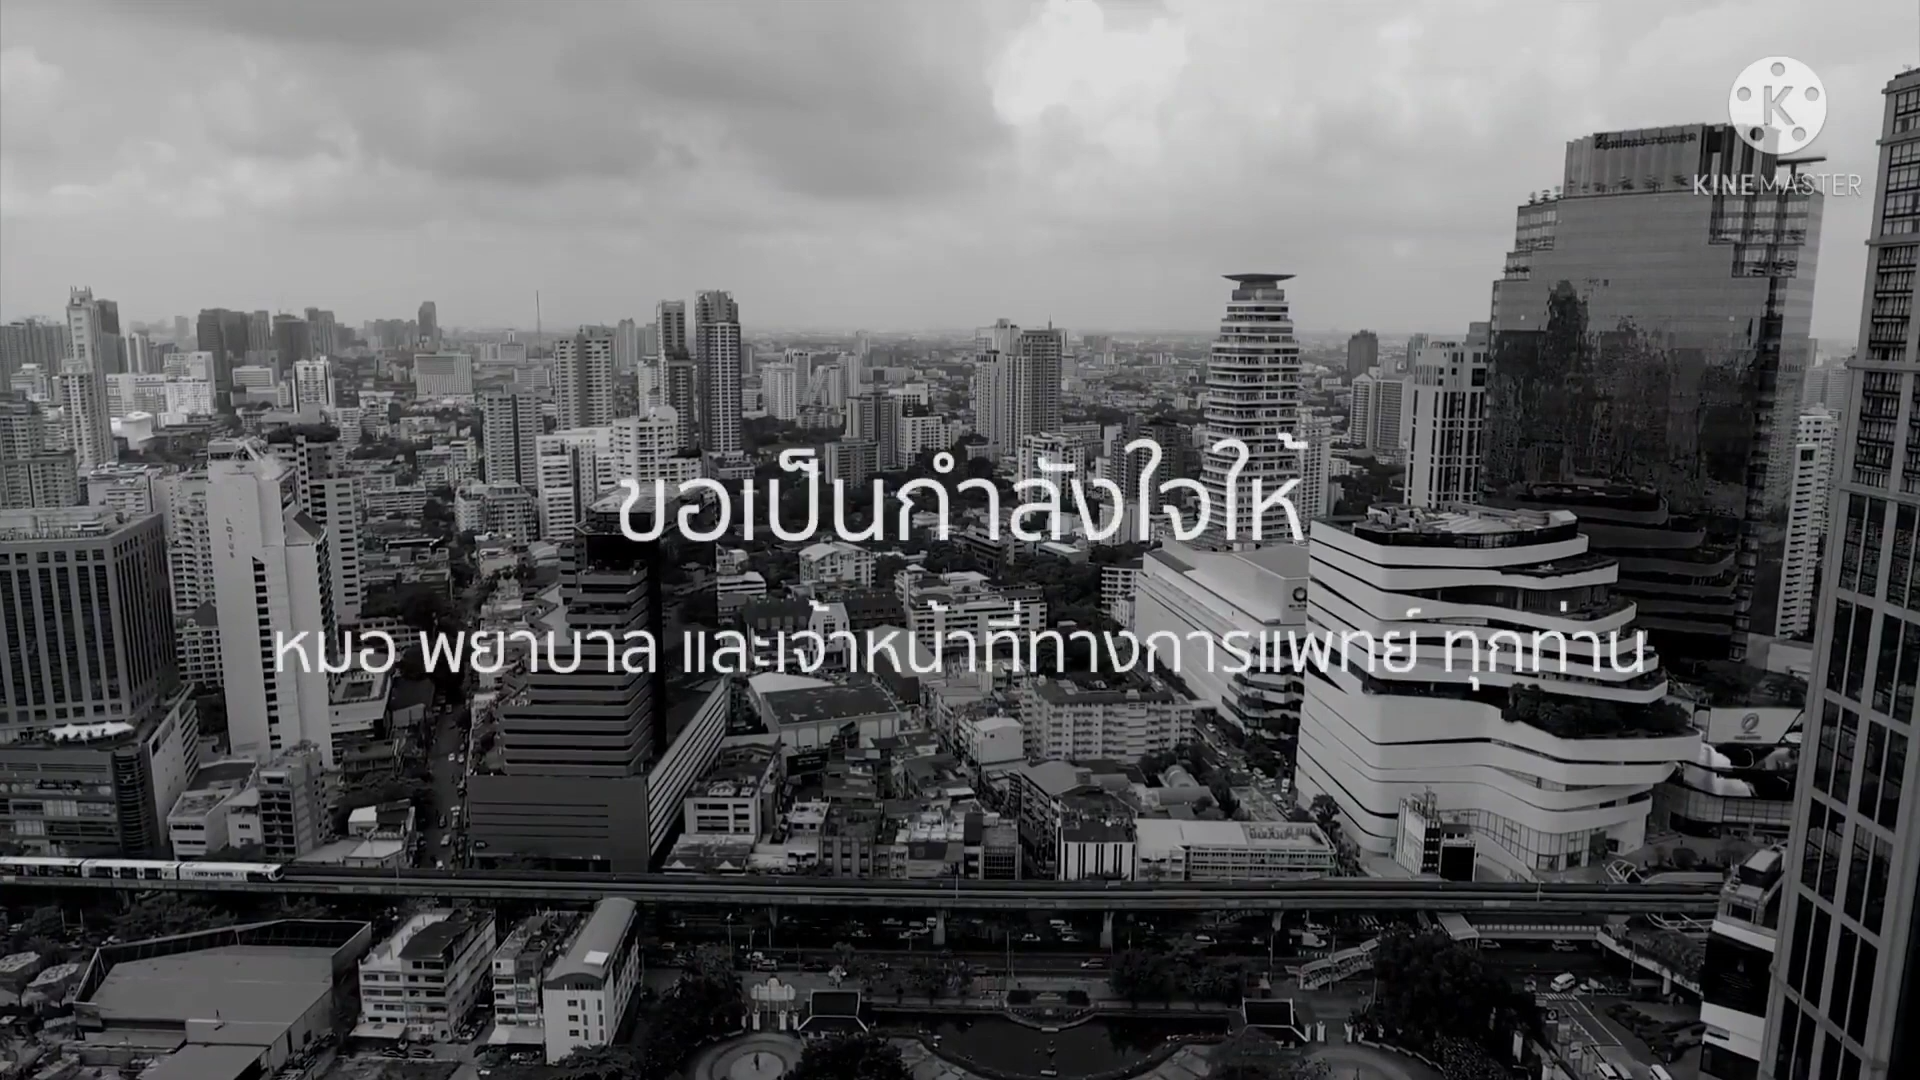 KINEMASTER
ขอเป็นกำลังใจให้
หมอ พยาบาล และเจ้าหน้าที่ทางการแพทย์ ทุกท่าน
LOTUS